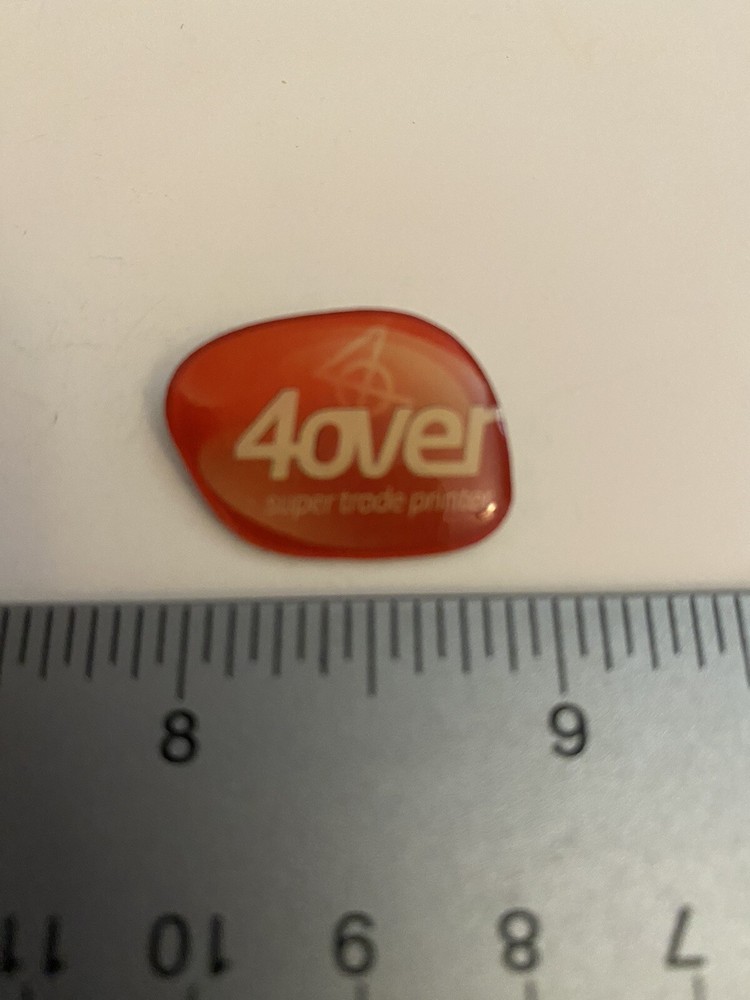 4over
super trade printer
8 9
11 10 9 8 7